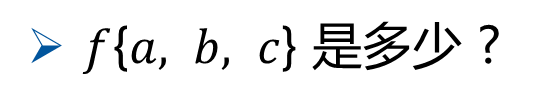 ➢ f{a, b, c} 是多少？